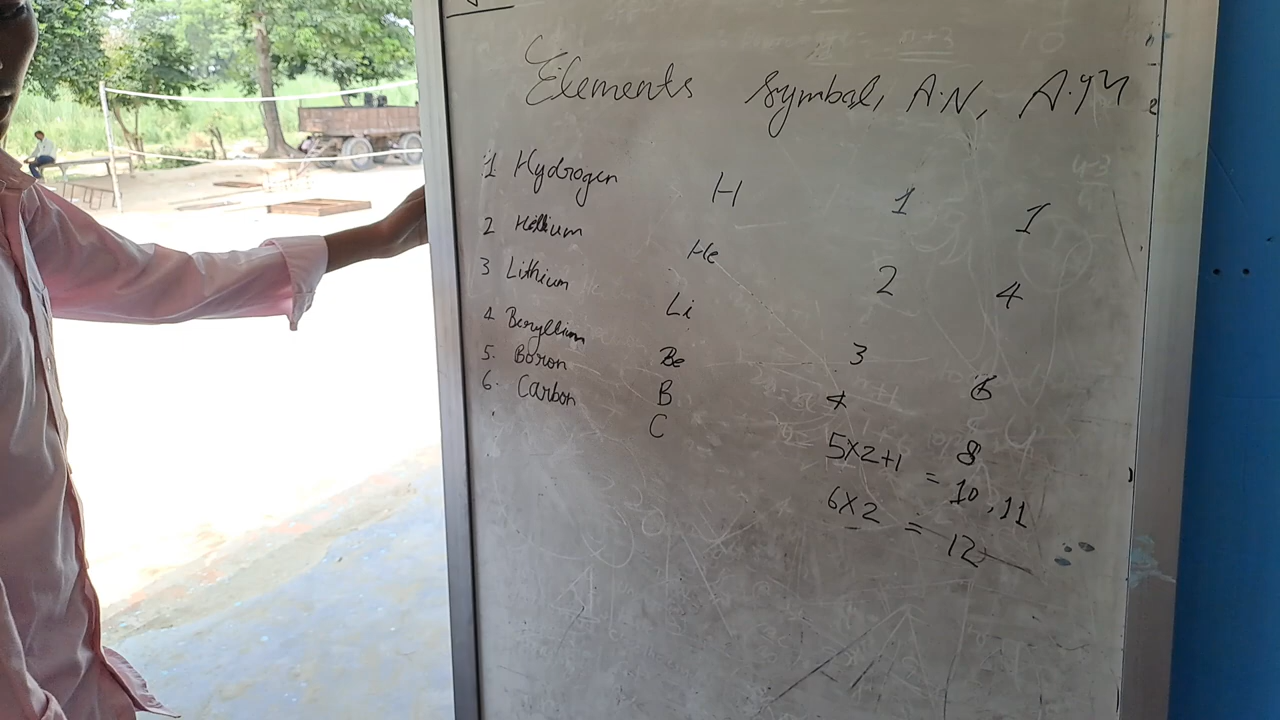 Elements Symbol, A.N, A.M
1 Hydrogen H 1 1
2 Helium He 2 4
3 Lithium Li 3 6
4 Beryllium Be 4 8
5. Boron B 5x2+1 = 10, 11
6. Carbon C 6x2 = 12